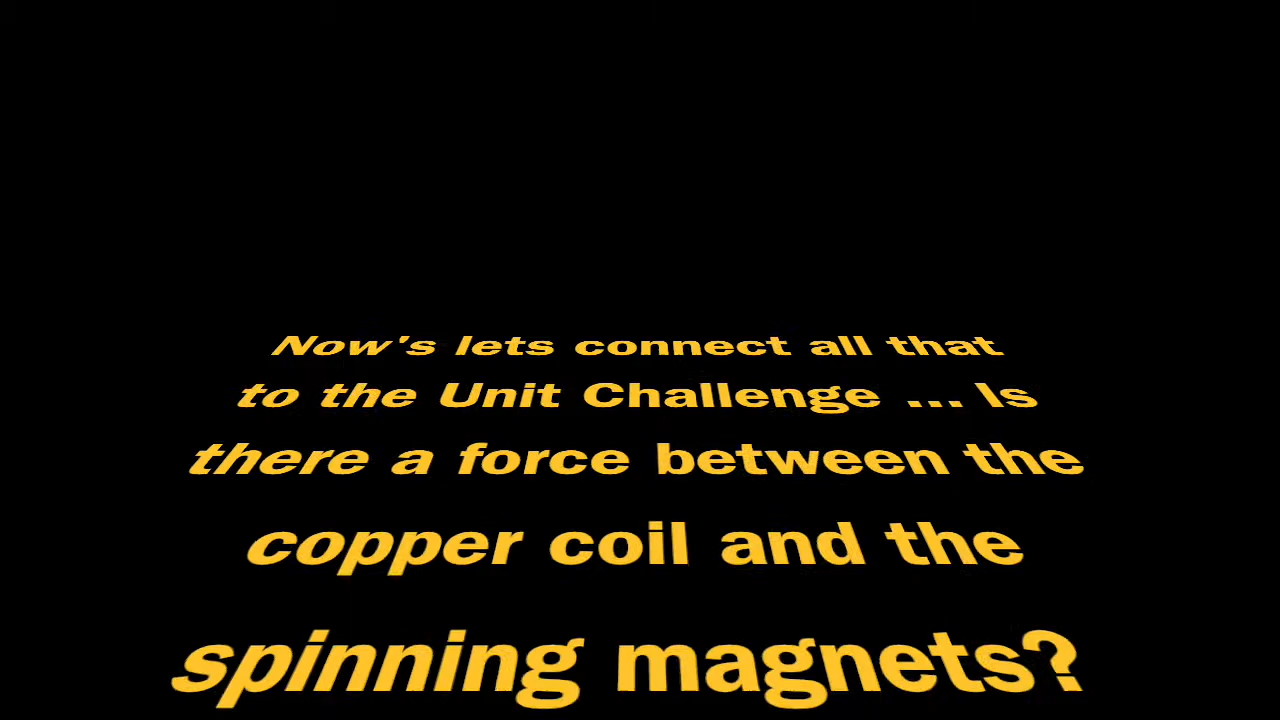 Now's lets connect all that
to the Unit Challenge ... Is
there a force between the
copper coil and the
spinning magnets?